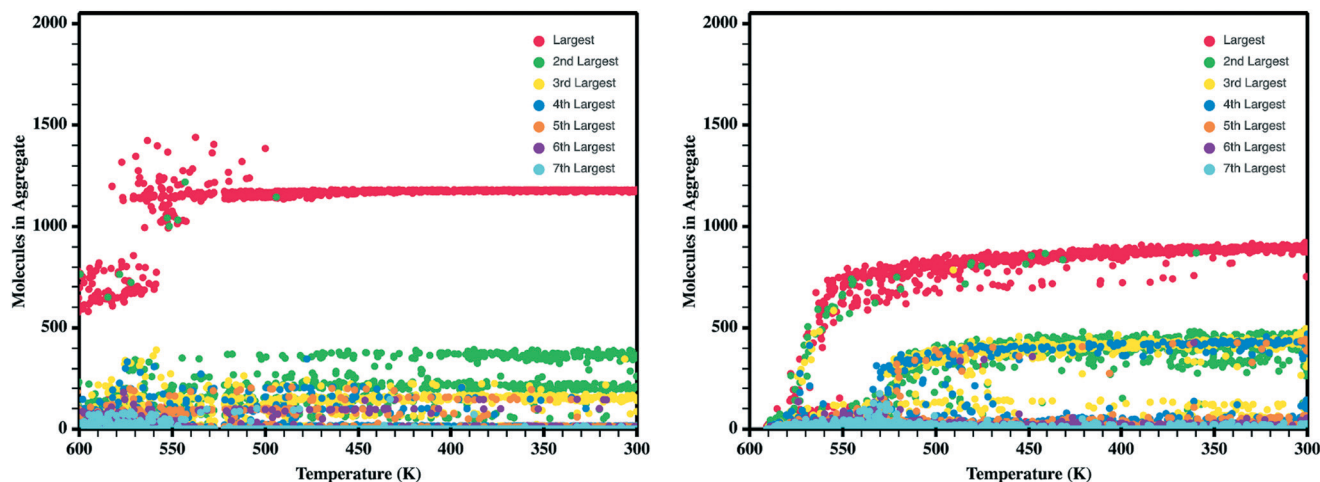 2000
1500
1000
500
0
Molecules in Aggregate
Largest
2nd Largest
3rd Largest
4th Largest
5th Largest
6th Largest
7th Largest
600 550 500 450 400 350 300
Temperature (K)
2000
1500
1000
500
0
Molecules in Aggregate
Largest
2nd Largest
3rd Largest
4th Largest
5th Largest
6th Largest
7th Largest
600 550 500 450 400 350 300
Temperature (K)